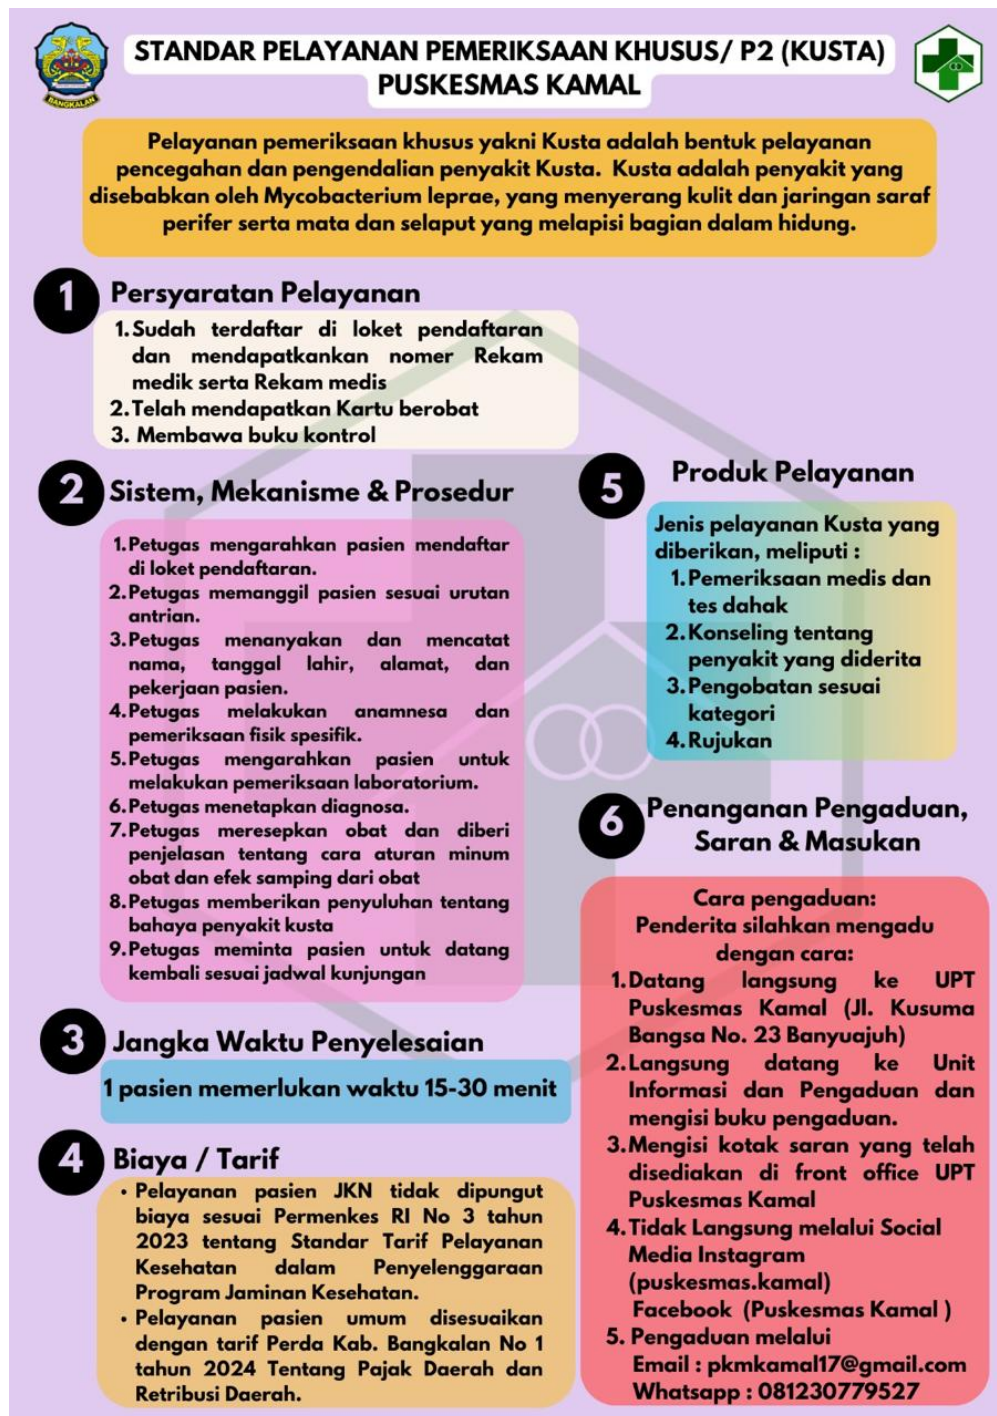 BANGKALAN
STANDAR PELAYANAN PEMERIKSAAN KHUSUS/ P2 (KUSTA)
PUSKESMAS KAMAL
Pelayanan pemeriksaan khusus yakni Kusta adalah bentuk pelayanan
pencegahan dan pengendalian penyakit Kusta. Kusta adalah penyakit yang
disebabkan oleh Mycobacterium leprae, yang menyerang kulit dan jaringan saraf
perifer serta mata dan selaput yang melapisi bagian dalam hidung.
1 Persyaratan Pelayanan
1. Sudah terdaftar di loket pendaftaran
dan mendapatkankan nomer Rekam
medik serta Rekam medis
2. Telah mendapatkan Kartu berobat
3. Membawa buku kontrol
2 Sistem, Mekanisme & Prosedur
1. Petugas mengarahkan pasien mendaftar
di loket pendaftaran.
2. Petugas memanggil pasien sesuai urutan
antrian.
3. Petugas menanyakan dan mencatat
nama, tanggal lahir, alamat, dan
pekerjaan pasien.
4. Petugas melakukan anamnesa dan
pemeriksaan fisik spesifik.
5. Petugas mengarahkan pasien untuk
melakukan pemeriksaan laboratorium.
6. Petugas menetapkan diagnosa.
7. Petugas meresepkan obat dan diberi
penjelasan tentang cara aturan minum
obat dan efek samping dari obat
8. Petugas memberikan penyuluhan tentang
bahaya penyakit kusta
9. Petugas meminta pasien untuk datang
kembali sesuai jadwal kunjungan
3 Jangka Waktu Penyelesaian
1 pasien memerlukan waktu 15-30 menit
4 Biaya / Tarif
• Pelayanan pasien JKN tidak dipungut
biaya sesuai Permenkes RI No 3 tahun
2023 tentang Standar Tarif Pelayanan
Kesehatan dalam Penyelenggaraan
Program Jaminan Kesehatan.
• Pelayanan pasien umum disesuaikan
dengan tarif Perda Kab. Bangkalan No 1
tahun 2024 Tentang Pajak Daerah dan
Retribusi Daerah.
5 Produk Pelayanan
Jenis pelayanan Kusta yang
diberikan, meliputi :
1. Pemeriksaan medis dan
tes dahak
2. Konseling tentang
penyakit yang diderita
3. Pengobatan sesuai
kategori
4. Rujukan
6 Penanganan Pengaduan,
Saran & Masukan
Cara pengaduan:
Penderita silahkan mengadu
dengan cara:
1. Datang langsung ke UPT
Puskesmas Kamal (Jl. Kusuma
Bangsa No. 23 Banyuajuh)
2. Langsung datang ke Unit
Informasi dan Pengaduan dan
mengisi buku pengaduan.
3. Mengisi kotak saran yang telah
disediakan di front office UPT
Puskesmas Kamal
4. Tidak Langsung melalui Social
Media Instagram
(puskesmas.kamal)
Facebook (Puskesmas Kamal )
5. Pengaduan melalui
Email : pkmkamal17@gmail.com
Whatsapp : 081230779527